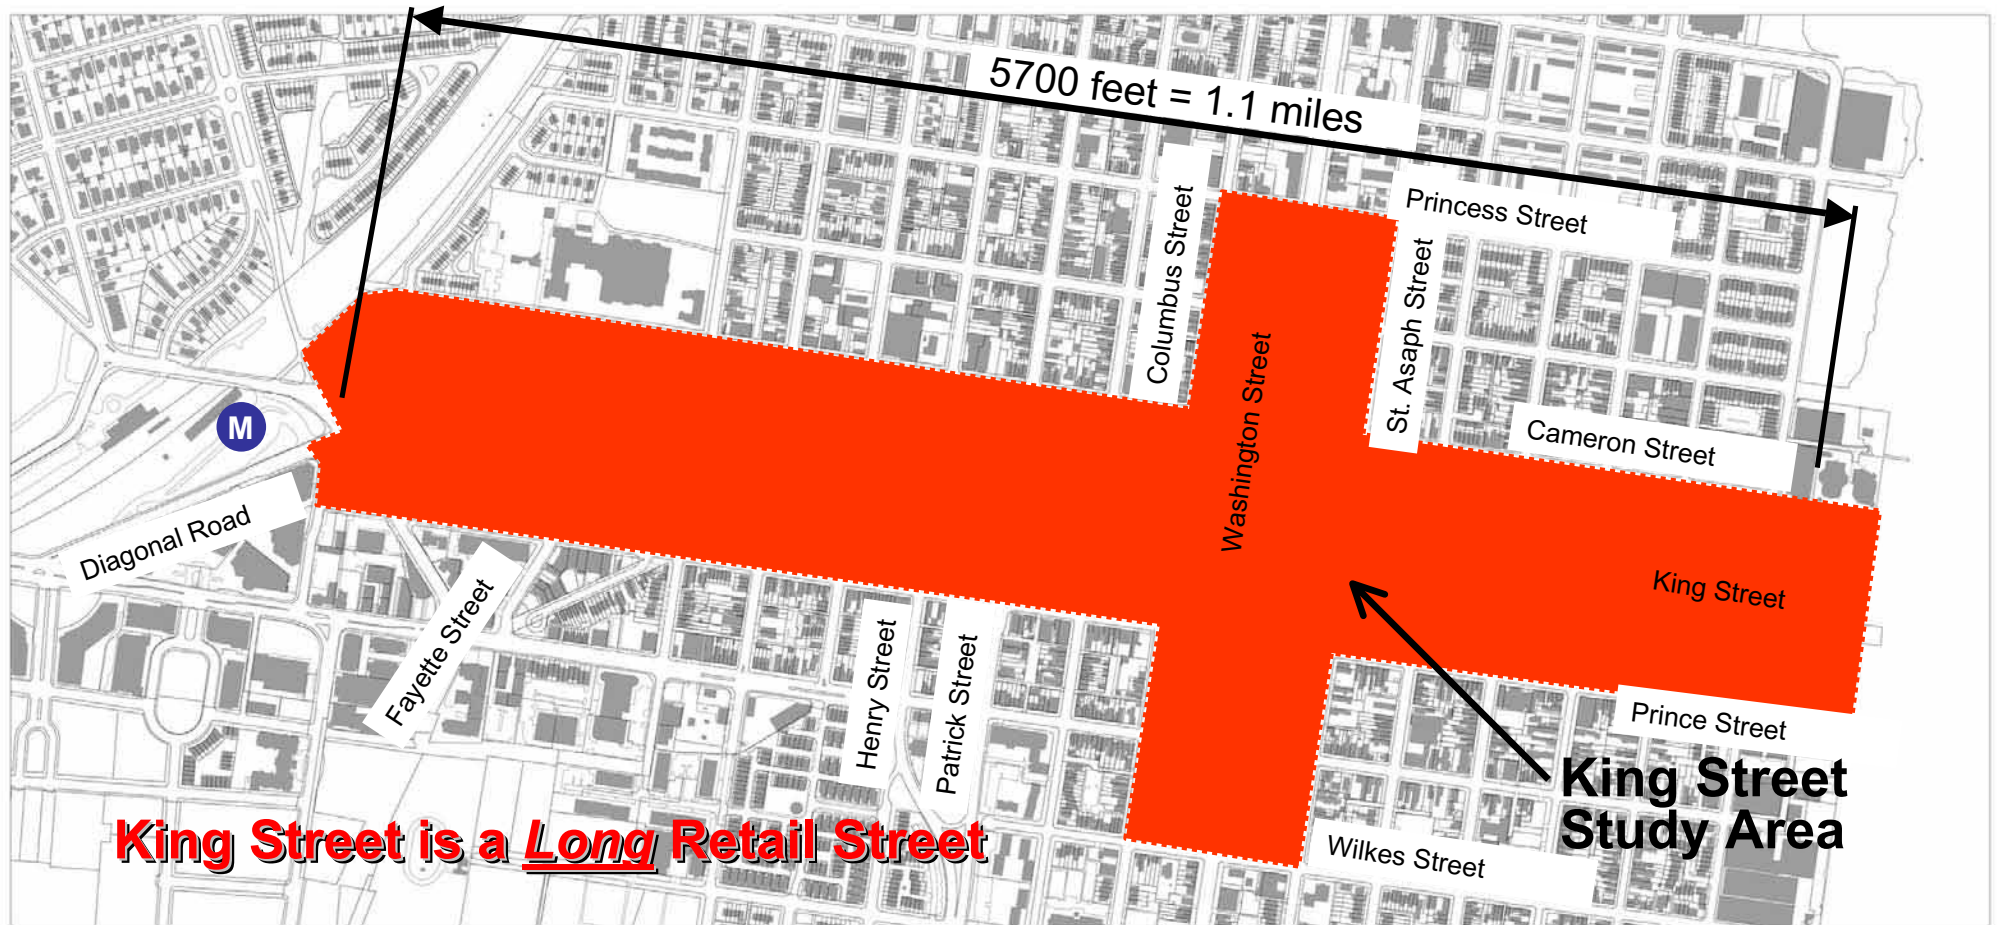 5700 feet = 1.1 miles
Princess Street
Columbus Street
St. Asaph Street
Washington Street
Cameron Street
M
Diagonal Road
King Street
Fayette Street
Henry Street
Patrick Street
Prince Street
King Street
Study Area
King Street is a Long Retail Street
Wilkes Street